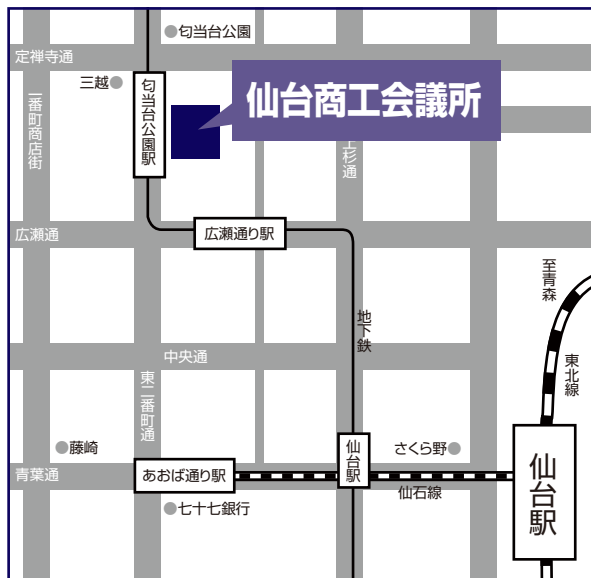 ●匂当台公園
定禅寺通
三越●
仙台商工会議所
一番町商店街
匂当台公園駅
上杉通
広瀬通
広瀬通り駅
至青森
地下鉄
東北線
中央通
東二番町通
●藤崎
仙台駅
さくら野●
仙台駅
青葉通
あおば通り駅
仙石線
●七十七銀行